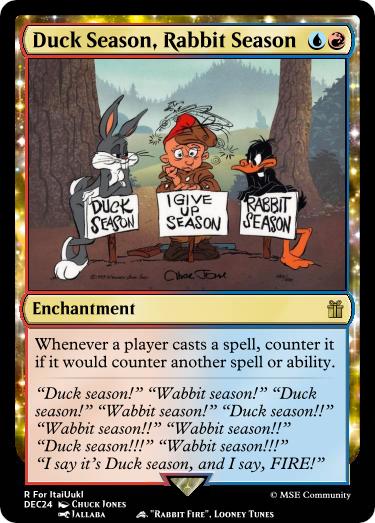 Duck Season, Rabbit Season
DUCK
SEASON
I GIVE
UP
SEASON
RABBIT
SEASON
Chuck Jones
Enchantment
Whenever a player casts a spell, counter it
if it would counter another spell or ability.
“Duck season!” “Wabbit season!” “Duck
season!” “Wabbit season!” “Duck season!!”
“Wabbit season!!” “Wabbit season!!”
“Duck season!!!” “Wabbit season!!!”
“I say it's Duck season, and I say, FIRE!”
R For ItaiUukI
DEC24 CHUCK JONES
JALLABA
"Rabbit Fire", Looney Tunes
© MSE Community